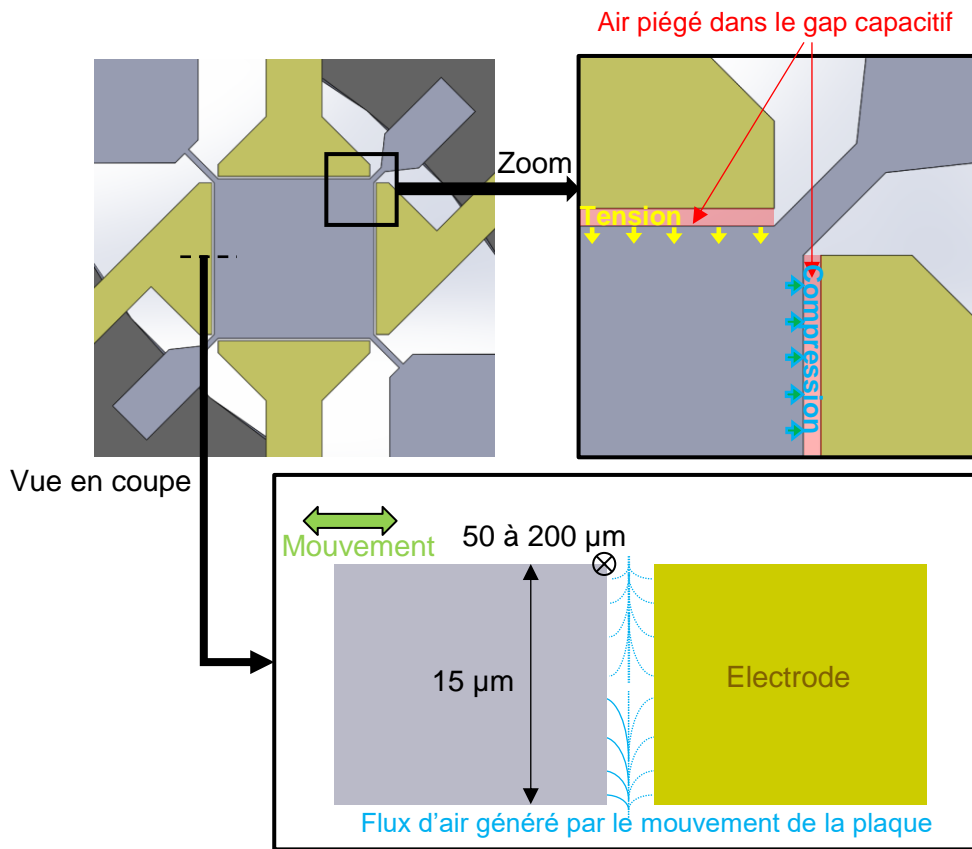 Air piégé dans le gap capacitif
Zoom
Tension
Compression
Vue en coupe
Mouvement
50 à 200 µm
15 µm
Electrode
Flux d'air généré par le mouvement de la plaque